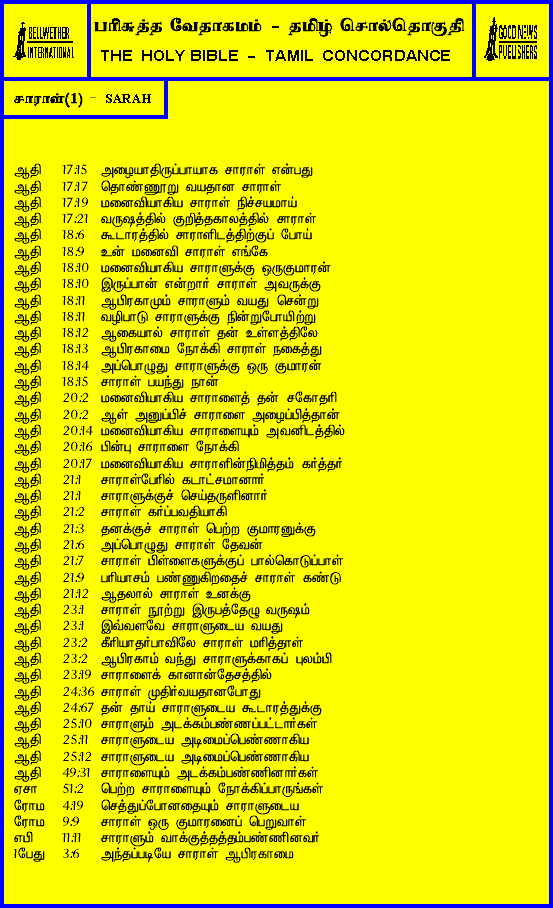 BELLWETHER INTERNATIONAL
பரிசுத்த வேதாகமம் - தமிழ் சொல்தொகுதி
THE HOLY BIBLE - TAMIL CONCORDANCE
GOOD NEWS PUBLISHERS
சாராள்(1) - SARAH
ஆதி 17:15 அழையாதிருப்பாயாக சாராள் என்பது
ஆதி 17:17 தொண்ணூறு வயதான சாராள்
ஆதி 17:19 மனைவியாகிய சாராள் நிச்சயமாய்
ஆதி 17:21 வருஷத்தில் குறித்தகாலத்தில் சாராள்
ஆதி 18:6 கூடாரத்தில் சாராளிடத்திற்குப் போய்
ஆதி 18:9 உன் மனைவி சாராள் எங்கே
ஆதி 18:10 மனைவியாகிய சாராளுக்கு ஒருகுமாரன்
ஆதி 18:10 இருப்பான் என்றார் சாராள் அவருக்கு
ஆதி 18:11 ஆபிரகாமும் சாராளும் வயது சென்று
ஆதி 18:11 வழிபாடு சாராளுக்கு நின்றுபோயிற்று
ஆதி 18:12 ஆகையால் சாராள் தன் உள்ளத்திலே
ஆதி 18:13 ஆபிரகாமை நோக்கி சாராள் நகைத்து
ஆதி 18:14 அப்பொழுது சாராளுக்கு ஒரு குமாரன்
ஆதி 18:15 சாராள் பயந்து நான்
ஆதி 20:2 மனைவியாகிய சாராளைத் தன் சகோதரி
ஆதி 20:2 ஆள் அனுப்பிச் சாராளை அழைப்பித்தான்
ஆதி 20:14 மனைவியாகிய சாராளையும் அவனிடத்தில்
ஆதி 20:16 பின்பு சாராளை நோக்கி
ஆதி 20:17 மனைவியாகிய சாராளின்நிமித்தம் கர்த்தர்
ஆதி 21:1 சாராள்பேரில் கடாட்சமானார்
ஆதி 21:1 சாராளுக்குச் செய்தருளினார்
ஆதி 21:2 சாராள் கர்ப்பவதியாகி
ஆதி 21:3 தனக்குச் சாராள் பெற்ற குமாரனுக்கு
ஆதி 21:6 அப்பொழுது சாராள் தேவன்
ஆதி 21:7 சாராள் பிள்ளைகளுக்குப் பால்கொடுப்பாள்
ஆதி 21:9 பரியாசம் பண்ணுகிறதைச் சாராள் கண்டு
ஆதி 21:12 ஆதலால் சாராள் உனக்கு
ஆதி 23:1 சாராள் நூற்று இருபத்தேழு வருஷம்
ஆதி 23:1 இவ்வளவே சாராளுடைய வயது
ஆதி 23:2 கீரியாதர்பாவிலே சாராள் மரித்தாள்
ஆதி 23:2 ஆபிரகாம் வந்து சாராளுக்காகப் புலம்பி
ஆதி 23:19 சாராளைக் கானான்தேசத்தில்
ஆதி 24:36 சாராள் முதிர்வயதானபோது
ஆதி 24:67 தன் தாய் சாராளுடைய கூடாரத்துக்கு
ஆதி 25:10 சாராளும் அடக்கம்பண்ணப்பட்டார்கள்
ஆதி 25:11 சாராளுடைய அடிமைப்பெண்ணாகிய
ஆதி 25:12 சாராளுடைய அடிமைப்பெண்ணாகிய
ஆதி 49:31 சாராளையும் அடக்கம்பண்ணினார்கள்
ஏசா 51:2 பெற்ற சாராளையும் நோக்கிப்பாருங்கள்
ரோம 4:19 செத்துப்போனதையும் சாராளுடைய
ரோம 9:9 சாராள் ஒரு குமாரனைப் பெறுவாள்
எபி 11:11 சாராளும் வாக்குத்தத்தம்பண்ணினவர்
1பேது 3:6 அந்தப்படியே சாராள் ஆபிரகாமை